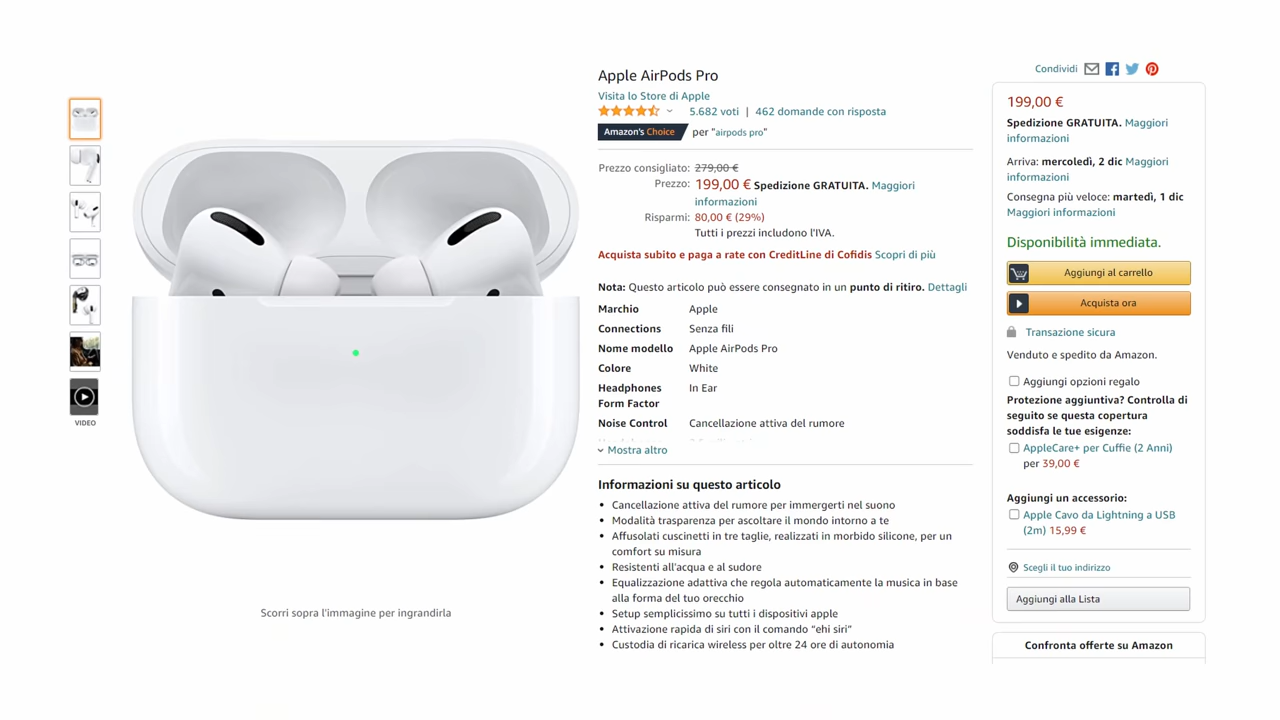 Condividi
VIDEO
Scorri sopra l'immagine per ingrandirla
Apple AirPods Pro
Visita lo Store di Apple
5.682 voti | 462 domande con risposta
Amazon's Choice per "airpods pro"
Prezzo consigliato: 279,00 €
Prezzo: 199,00 € Spedizione GRATUITA. Maggiori
informazioni
Risparmi: 80,00 € (29%)
Tutti i prezzi includono l'IVA.
Acquista subito e paga a rate con CreditLine di Cofidis Scopri di più
Nota: Questo articolo può essere consegnato in un punto di ritiro. Dettagli
Marchio Apple
Connections Senza fili
Nome modello Apple AirPods Pro
Colore White
Headphones In Ear
Form Factor
Noise Control Cancellazione attiva del rumore
Mostra altro
Informazioni su questo articolo
• Cancellazione attiva del rumore per immergerti nel suono
• Modalità trasparenza per ascoltare il mondo intorno a te
• Affusolati cuscinetti in tre taglie, realizzati in morbido silicone, per un
comfort su misura
• Resistenti all'acqua e al sudore
• Equalizzazione adattiva che regola automaticamente la musica in base
alla forma del tuo orecchio
• Setup semplicissimo su tutti i dispositivi apple
• Attivazione rapida di siri con il comando “ehi siri”
• Custodia di ricarica wireless per oltre 24 ore di autonomia
199,00 €
Spedizione GRATUITA. Maggiori
informazioni
Arriva: mercoledì, 2 dic Maggiori
informazioni
Consegna più veloce: martedì, 1 dic
Maggiori informazioni
Disponibilità immediata.
Aggiungi al carrello
Acquista ora
Transazione sicura
Venduto e spedito da Amazon.
Aggiungi opzioni regalo
Protezione aggiuntiva? Controlla di
seguito se questa copertura
soddisfa le tue esigenze:
AppleCare+ per Cuffie (2 Anni)
per 39,00 €
Aggiungi un accessorio:
Apple Cavo da Lightning a USB
(2m) 15,99 €
Scegli il tuo indirizzo
Aggiungi alla Lista
Confronta offerte su Amazon